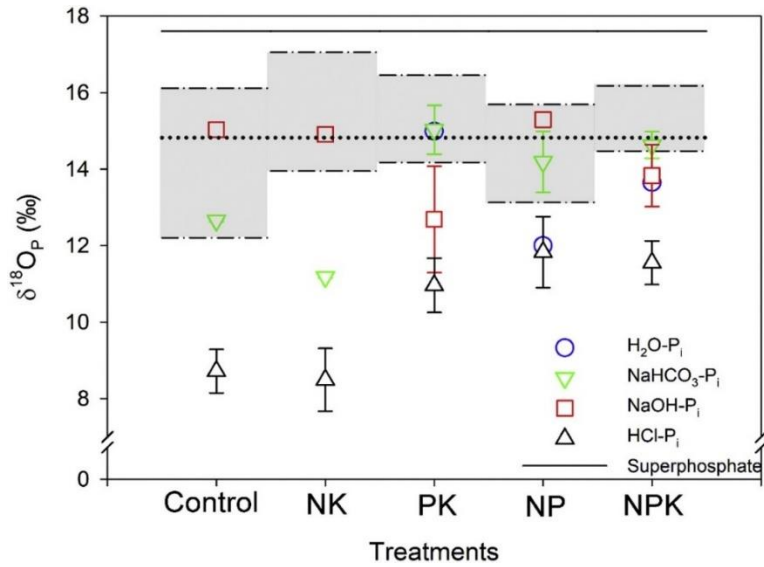 18
16
14
12
10
8
0
δ18OP (‰)
H2O-Pi
NaHCO3-Pi
NaOH-Pi
HCl-Pi
Superphosphate
Control NK PK NP NPK
Treatments